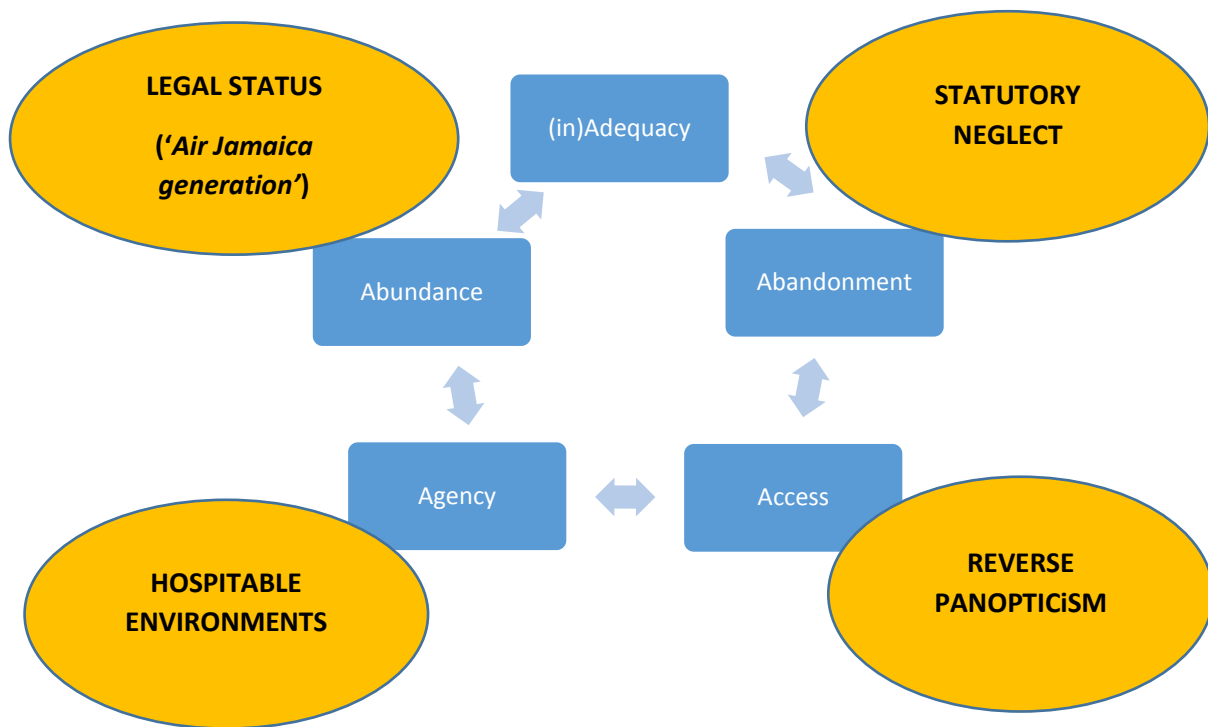 LEGAL STATUS
('Air Jamaica
generation')
(in)Adequacy
STATUTORY
NEGLECT
Abundance
Abandonment
Agency
Access
HOSPITABLE
ENVIRONMENTS
REVERSE
PANOPTICiSM